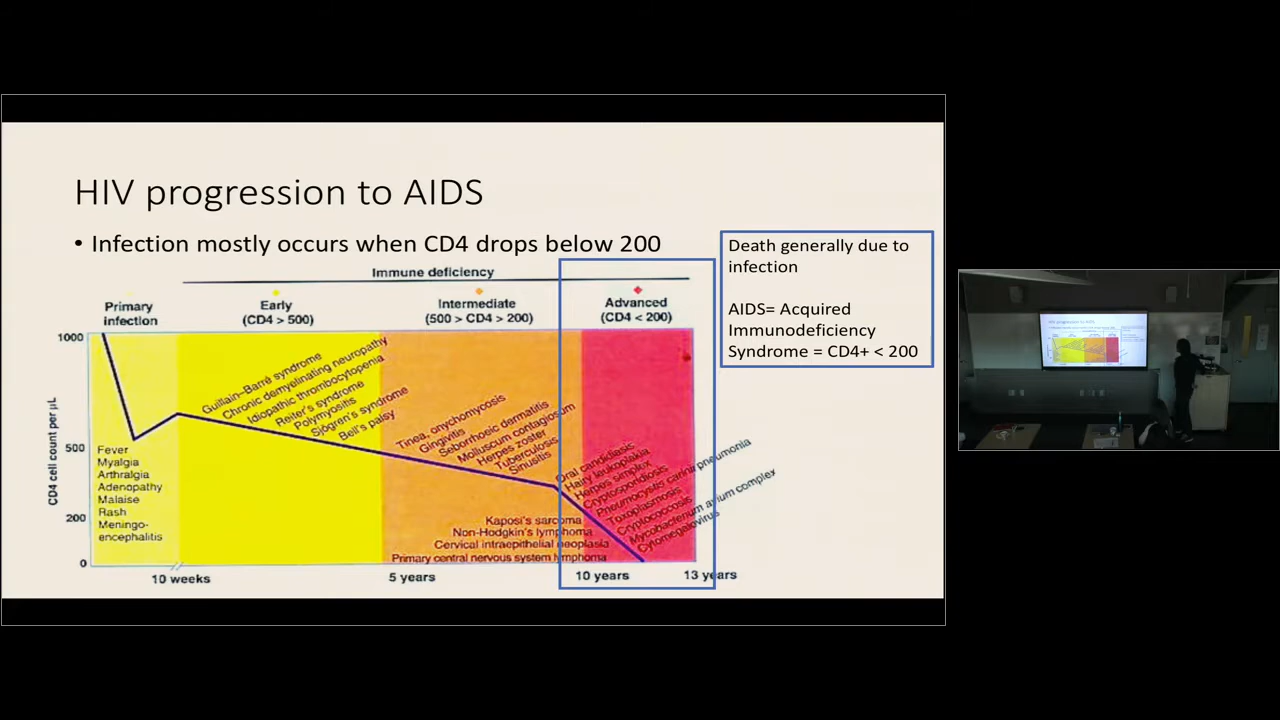 HIV progression to AIDS
• Infection mostly occurs when CD4 drops below 200
Death generally due to
infection
AIDS= Acquired
Immunodeficiency
Syndrome = CD4+ < 200
Immune deficiency
Primary
infection
Early
(CD4 > 500)
Intermediate
(500 > CD4 > 200)
Advanced
(CD4 < 200)
CD4 cell count per µL
1000
500
200
0
Fever
Myalgia
Arthralgia
Adenopathy
Malaise
Rash
Meningo-
encephalitis
Guillain–Barré syndrome
Chronic demyelinating neuropathy
Idiopathic thrombocytopenia
Reiter's syndrome
Polymyositis
Sjögren's syndrome
Bell's palsy
Tinea, onychomycosis
Gingivitis
Seborrhoeic dermatitis
Molluscum contagiosum
Herpes zoster
Tuberculosis
Sinusitis
Kaposi's sarcoma
Non-Hodgkin's lymphoma
Cervical intraepithelial neoplasia
Primary central nervous system lymphoma
Oral candidiasis
Hairy leukoplakia
Herpes simplex
Cryptosporidiosis
Pneumocystis carinii pneumonia
Toxoplasmosis
Cryptococcosis
Mycobacterium avium complex
Cytomegalovirus
10 weeks
5 years
10 years
13 years
HIV progression to AIDS